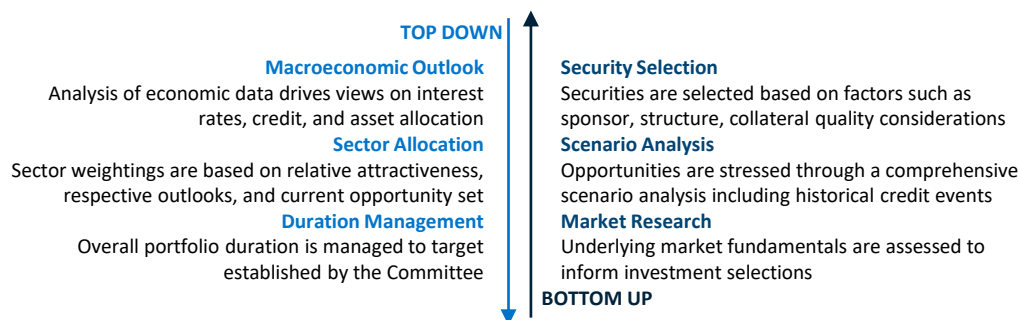 TOP DOWN
Macroeconomic Outlook
Analysis of economic data drives views on interest
rates, credit, and asset allocation
Sector Allocation
Sector weightings are based on relative attractiveness,
respective outlooks, and current opportunity set
Duration Management
Overall portfolio duration is managed to target
established by the Committee
Security Selection
Securities are selected based on factors such as
sponsor, structure, collateral quality considerations
Scenario Analysis
Opportunities are stressed through a comprehensive
scenario analysis including historical credit events
Market Research
Underlying market fundamentals are assessed to
inform investment selections
BOTTOM UP